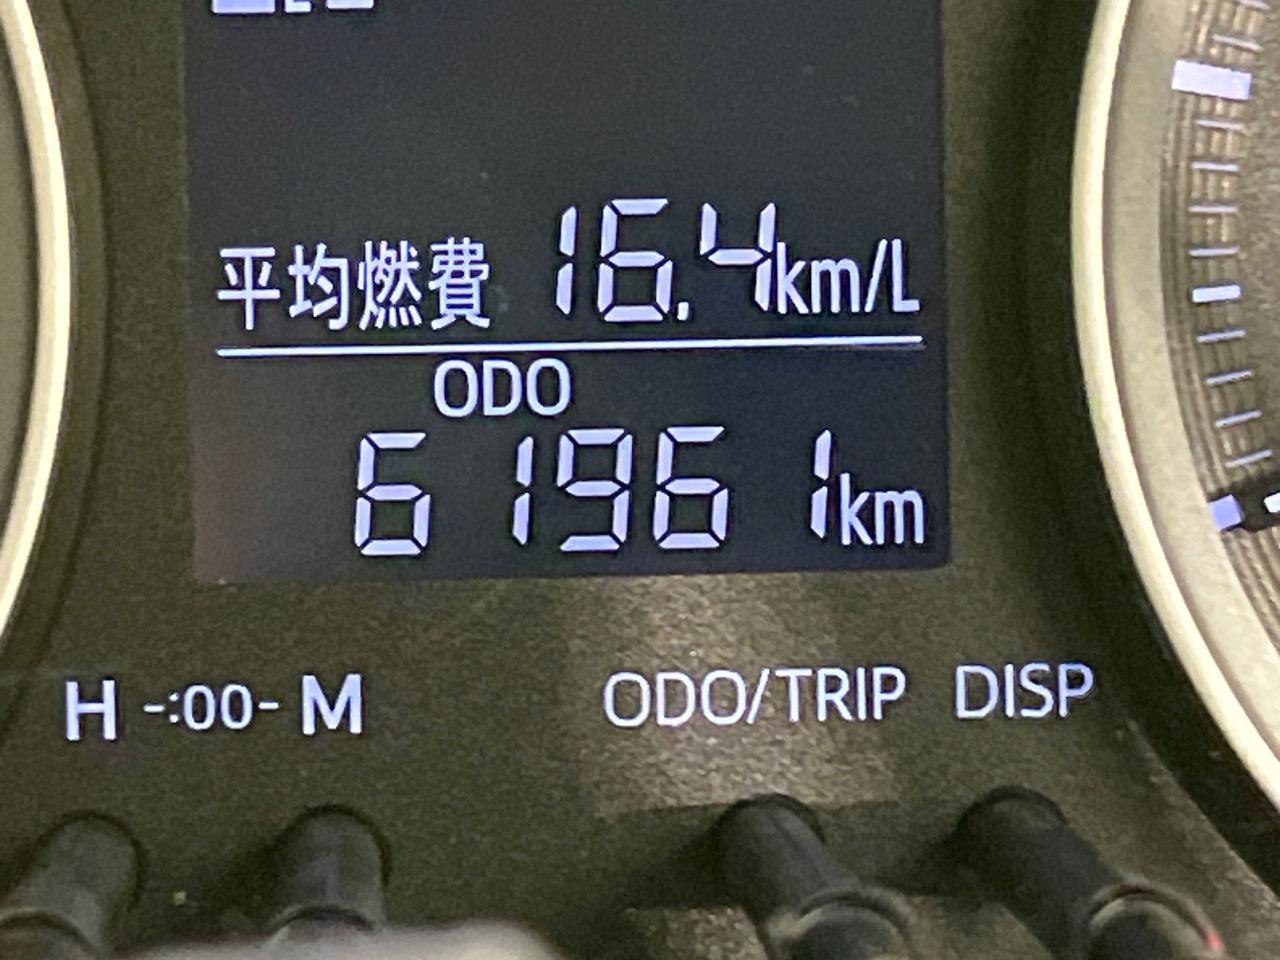 平均燃費 16.4km/L
ODO
61961km
H -:00- M ODO/TRIP DISP